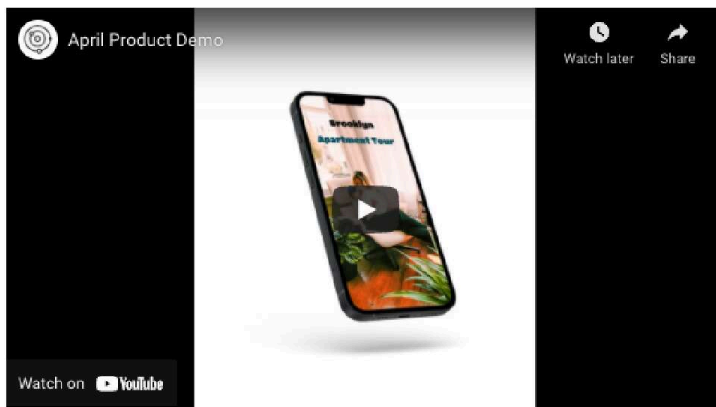 April Product Demo
Watch later
Share
Brooklyn
Apartment Tour
Watch on YouTube